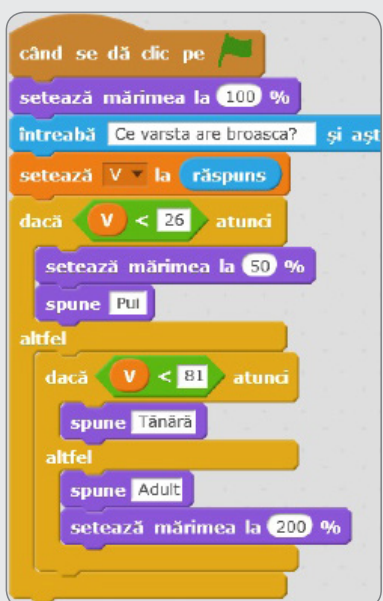 când se dă clic pe
setează mărimea la 100 %
întreabă Ce varsta are broasca? și așt
setează V la răspuns
dacă V < 26 atunci
setează mărimea la 50 %
spune Pui
altfel
dacă V < 81 atunci
spune Tânără
altfel
spune Adult
setează mărimea la 200 %